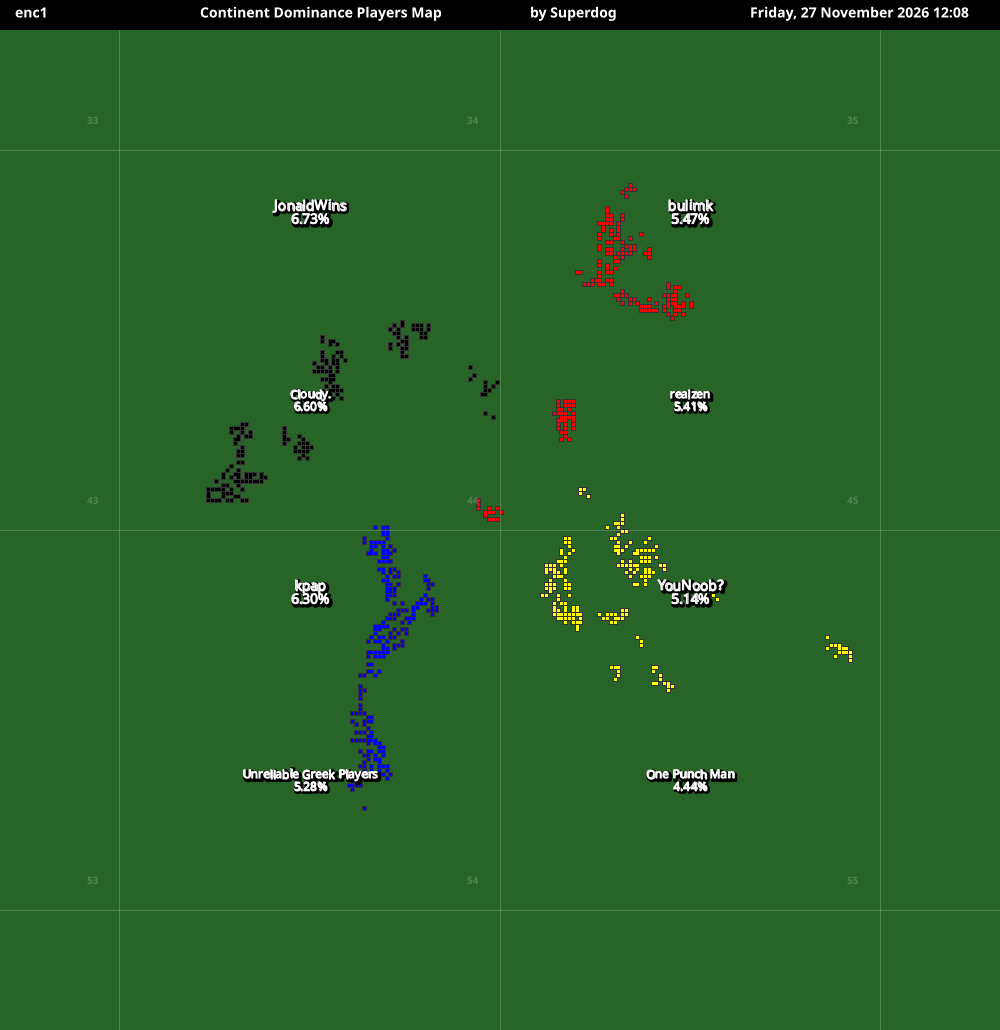 enc1 Continent Dominance Players Map by Superdog Friday, 27 November 2026 12:08
33 34 35
JonaldWins bulimk
6.73% 5.47%
Cloudy. realzen
6.60% 5.41%
43 44 45
kpap YouNoob?
6.30% 5.14%
Unreliable Greek Players One Punch Man
5.28% 4.44%
53 54 55